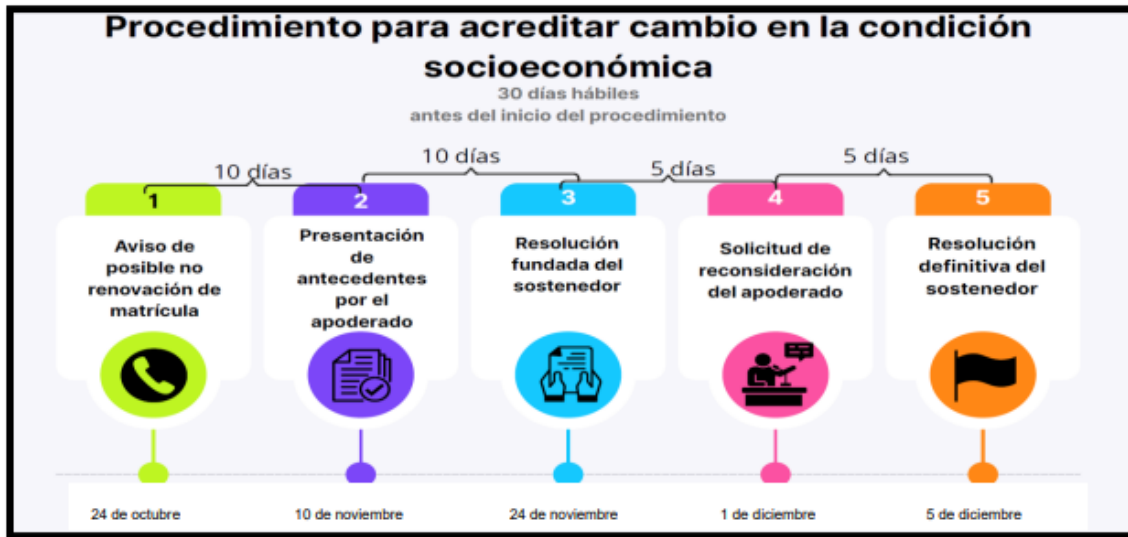 Procedimiento para acreditar cambio en la condición
socioeconómica
30 días hábiles
antes del inicio del procedimiento
10 días
10 días
5 días
5 días
1
Aviso de
posible no
renovación de
matrícula
2
Presentación
de
antecedentes
por el
apoderado
3
Resolución
fundada del
sostenedor
4
Solicitud de
reconsideración
del apoderado
5
Resolución
definitiva del
sostenedor
24 de octubre
10 de noviembre
24 de noviembre
1 de diciembre
5 de diciembre